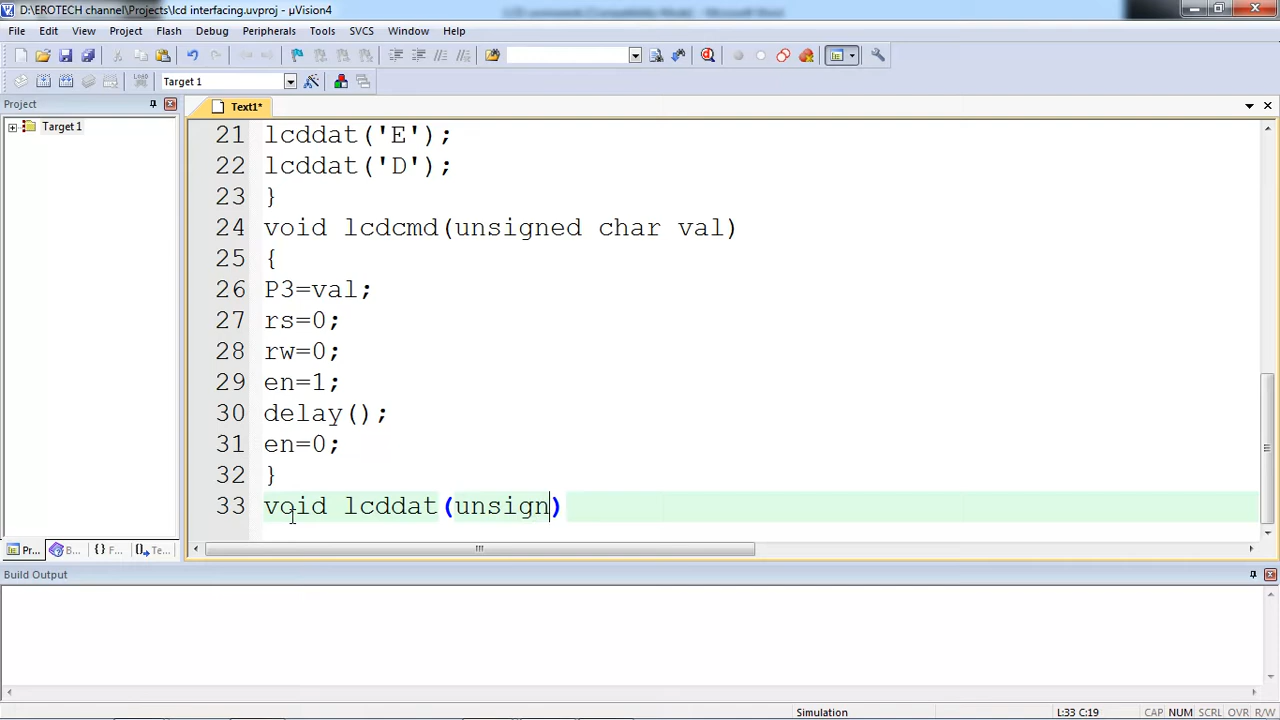 D:\EROTECH channel\Projects\lcd interfacing.uvproj - µVision4
File Edit View Project Flash Debug Peripherals Tools SVCS Window Help
Target 1
Project
Text1*
Target 1
21 lcddat('E');
22 lcddat('D');
23 }
24 void lcdcmd(unsigned char val)
25 {
26 P3=val;
27 rs=0;
28 rw=0;
29 en=1;
30 delay();
31 en=0;
32 }
33 void lcddat(unsign)
Pr... B... {} F... Te...
Build Output
Simulation L:33 C:19 CAP NUM SCRL OVR R/W